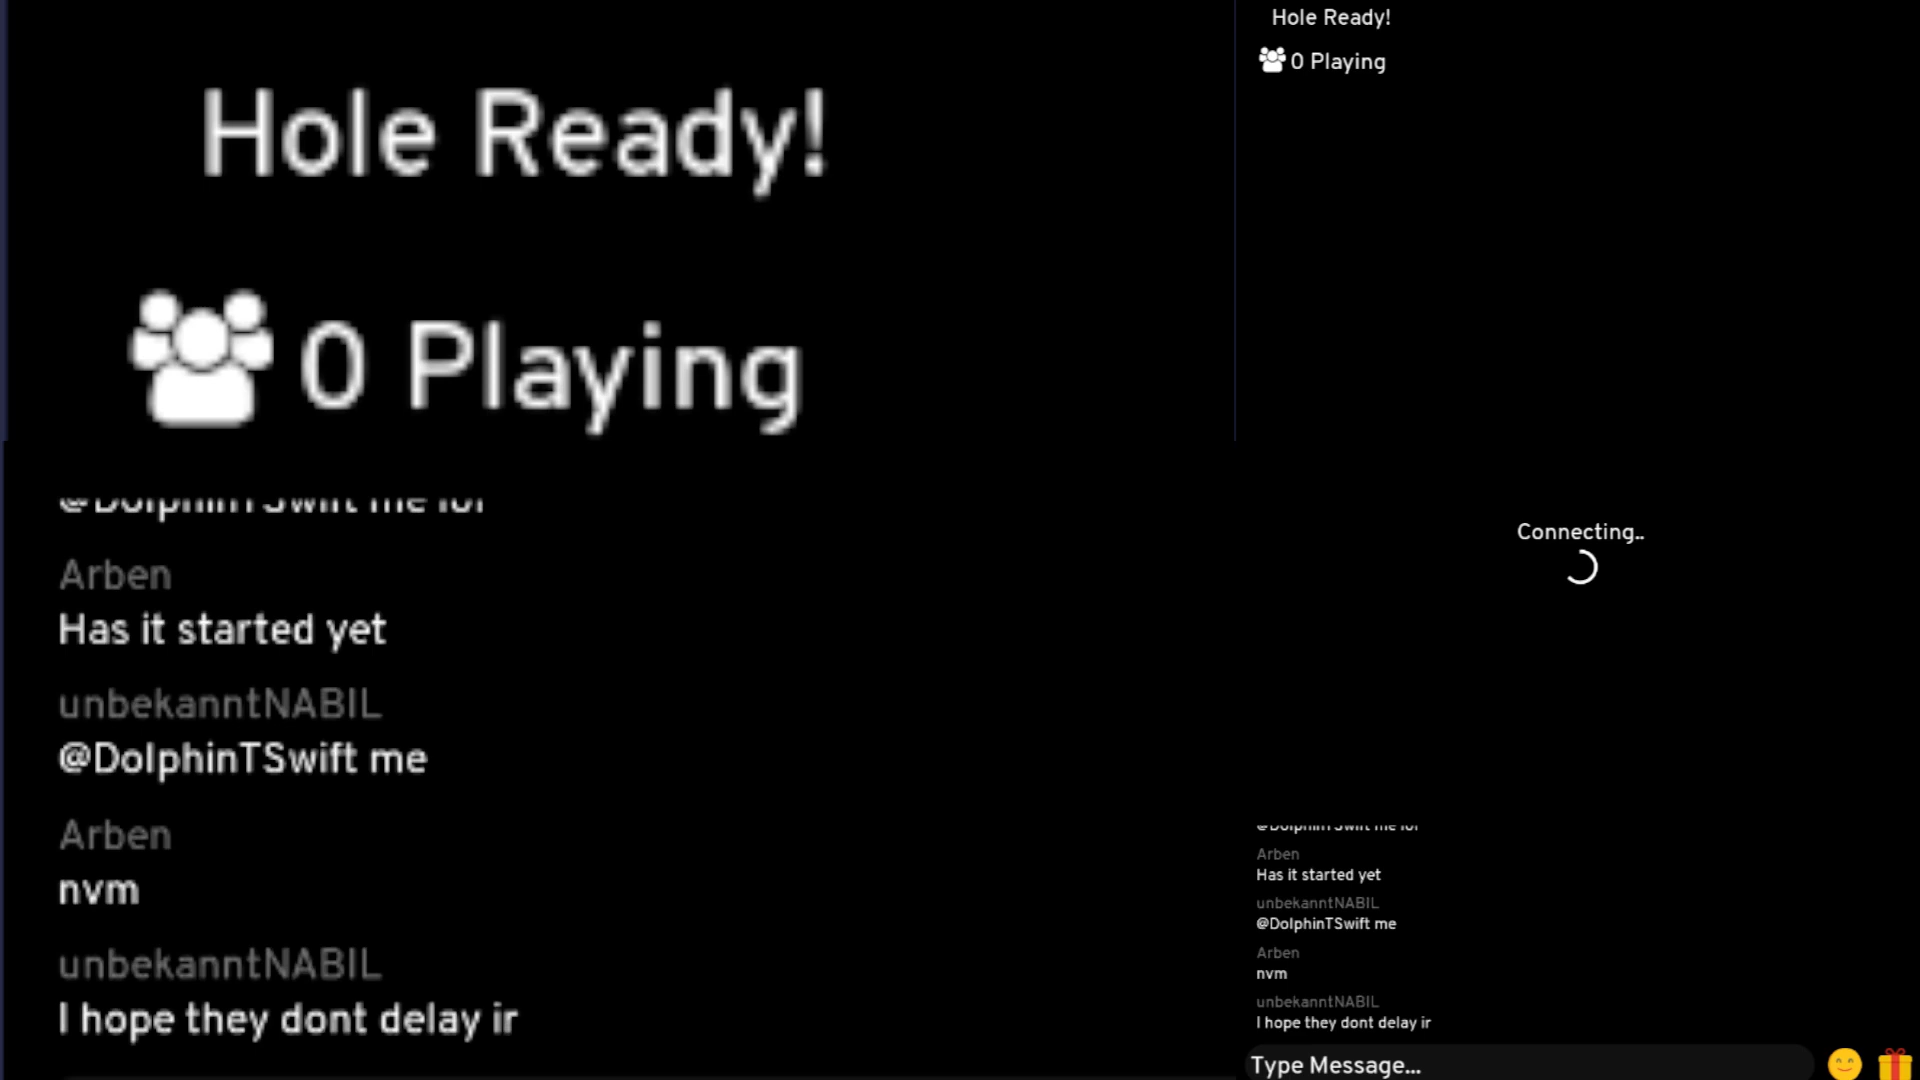 Hole Ready!
0 Playing
@DolphinTSwift me lol
Arben
Has it started yet
unbekanntNABIL
@DolphinTSwift me
Arben
nvm
unbekanntNABIL
I hope they dont delay ir
Hole Ready!
0 Playing
Connecting..
@DolphinTSwift me lol
Arben
Has it started yet
unbekanntNABIL
@DolphinTSwift me
Arben
nvm
unbekanntNABIL
I hope they dont delay ir
Type Message...